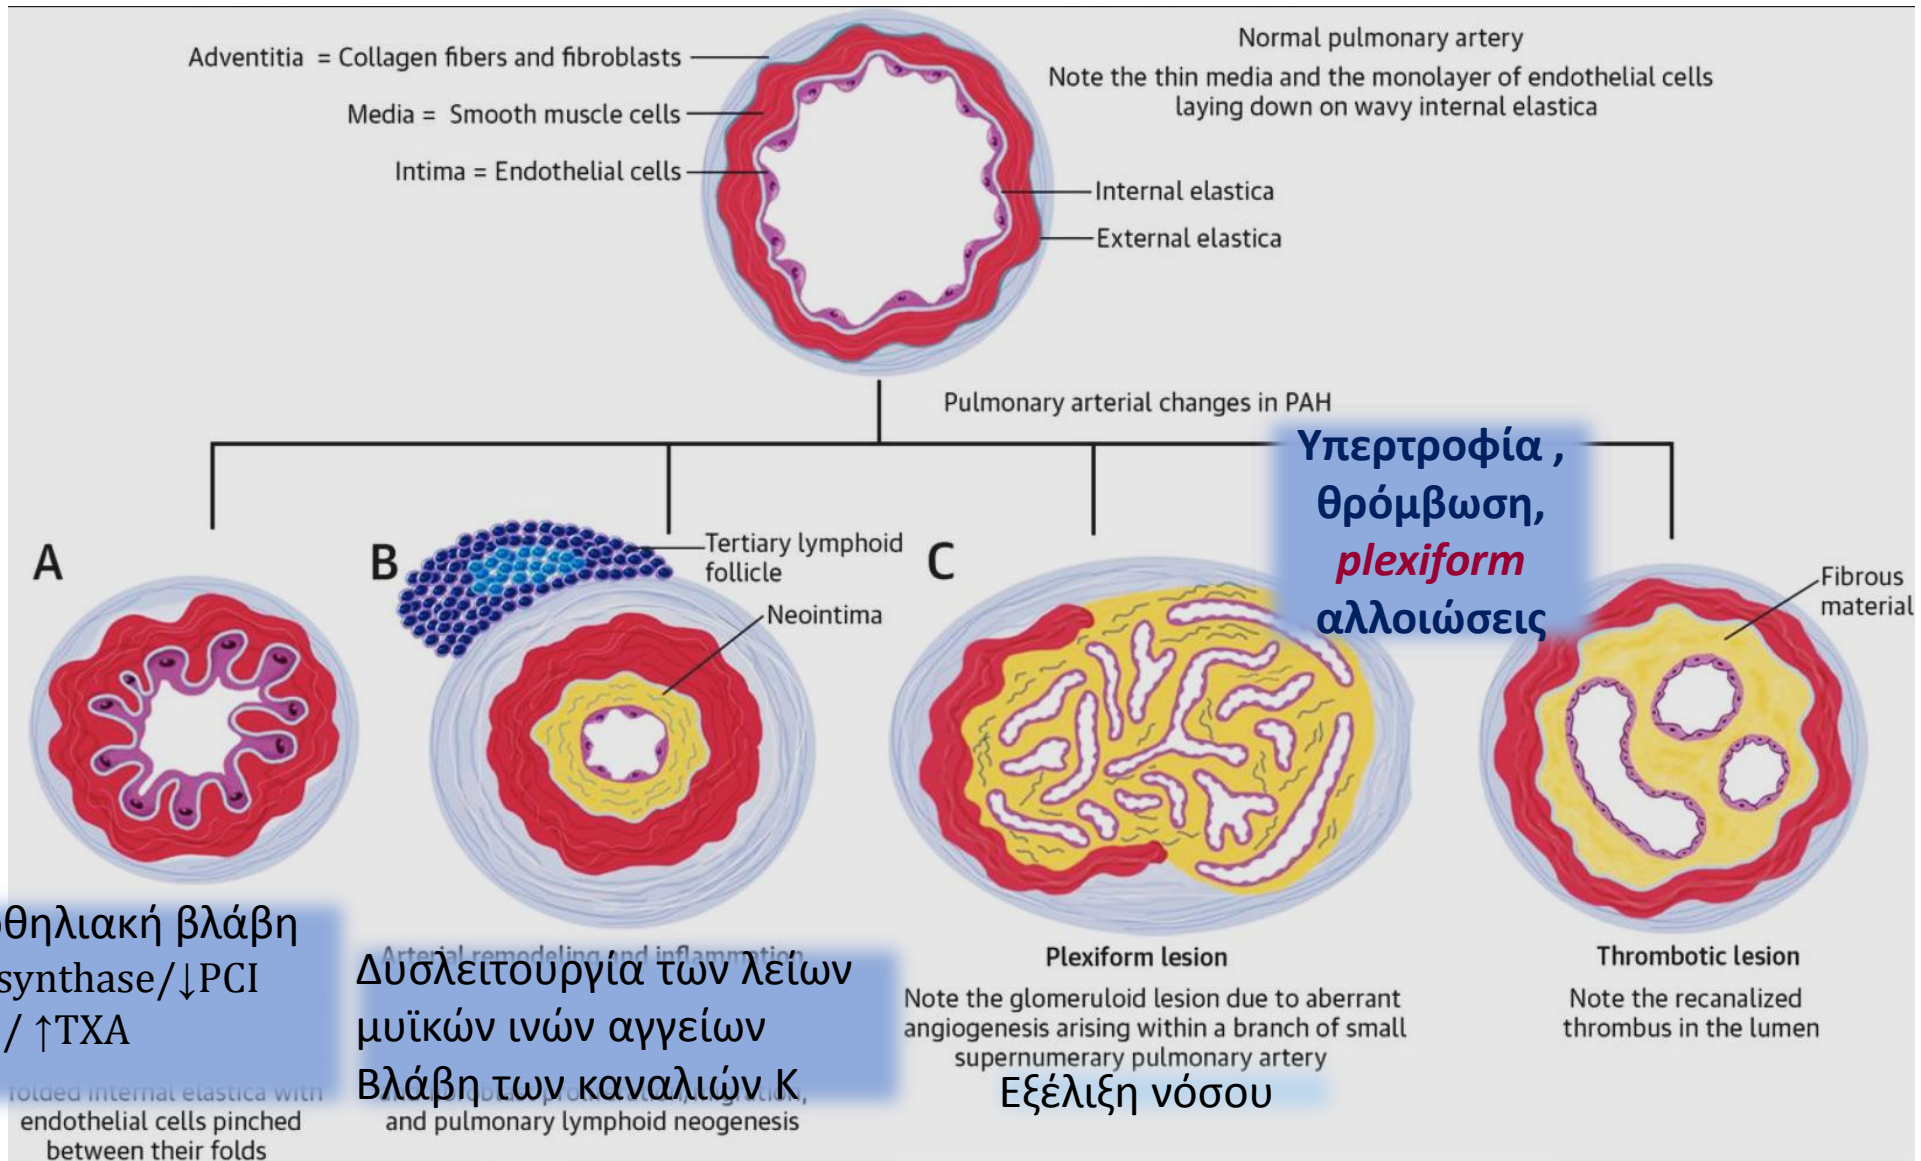 Adventitia = Collagen fibers and fibroblasts
Media = Smooth muscle cells
Intima = Endothelial cells
Normal pulmonary artery
Note the thin media and the monolayer of endothelial cells
laying down on wavy internal elastica
Internal elastica
External elastica
Pulmonary arterial changes in PAH
Υπερτροφία ,
θρόμβωση,
plexiform
αλλοιώσεις
A
B
C
Tertiary lymphoid
follicle
Neointima
Fibrous
material
θηλιακή βλάβη
synthase/↓PCI
/ ↑TXA
folded internal elastica with
endothelial cells pinched
between their folds
Arterial remodeling and inflammation
Δυσλειτουργία των λείων
μυϊκών ινών αγγείων
Βλάβη των καναλιών Κ
and pulmonary lymphoid neogenesis
Plexiform lesion
Note the glomeruloid lesion due to aberrant
angiogenesis arising within a branch of small
supernumerary pulmonary artery
Εξέλιξη νόσου
Thrombotic lesion
Note the recanalized
thrombus in the lumen